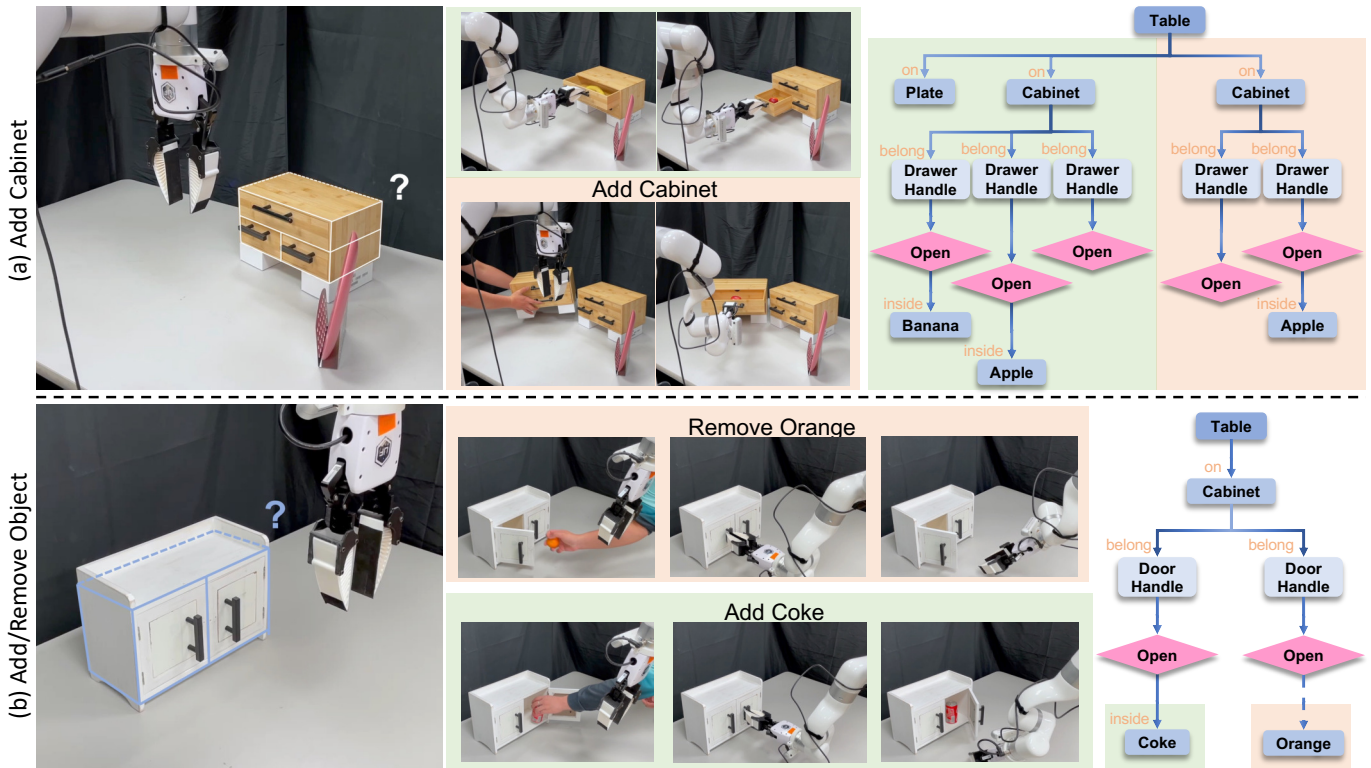 (a) Add Cabinet
?
Add Cabinet
Table
on
on
on
Plate
Cabinet
Cabinet
belong
belong
belong
belong
belong
Drawer
Handle
Drawer
Handle
Drawer
Handle
Drawer
Handle
Drawer
Handle
Open
Open
Open
Open
Open
inside
inside
Banana
Apple
inside
Apple
(b) Add/Remove Object
?
Remove Orange
Add Coke
Table
on
Cabinet
belong
belong
Door
Handle
Door
Handle
Open
Open
inside
Coke
Orange